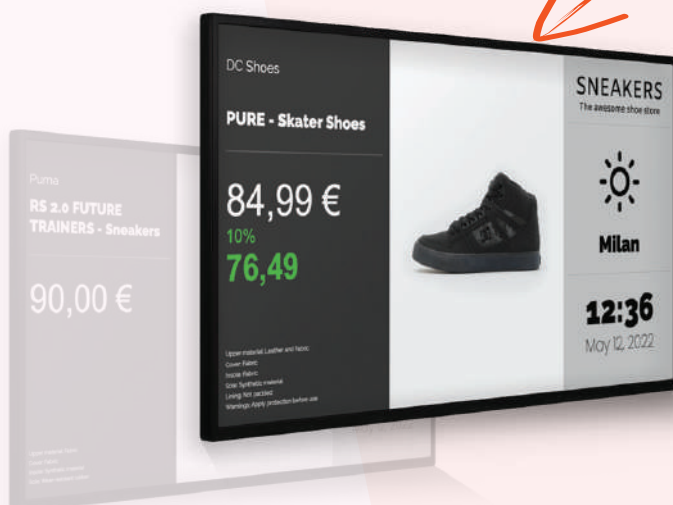 DC Shoes
PURE - Skater Shoes
84,99 €
10%
76,49
Upper material: Leather and Fabric
Cover: Fabric
Insole: Fabric
Sole: Synthetic material
Lining: Not padded
Warnings: Apply protection before use
SNEAKERS
The awesome shoe store
Milan
12:36
May 12, 2022
Puma
RS 2.0 FUTURE
TRAINERS - Sneakers
90,00 €